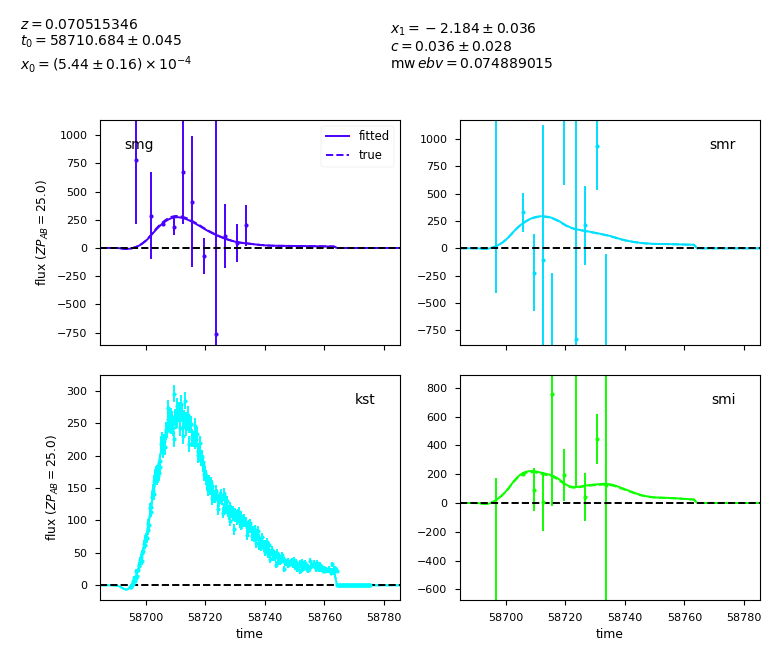 z = 0.070515346
t₀ = 58710.684 ± 0.045
x₀ = (5.44 ± 0.16) × 10⁻⁴
x₁ = −2.184 ± 0.036
c = 0.036 ± 0.028
mw ebv = 0.074889015
smg
fitted
true
1000
750
500
250
0
−250
−500
−750
flux (ZP_AB = 25.0)
smr
1000
750
500
250
0
−250
−500
−750
kst
300
250
200
150
100
50
0
flux (ZP_AB = 25.0)
58700 58720 58740 58760 58780
time
smi
800
600
400
200
0
−200
−400
−600
58700 58720 58740 58760 58780
time